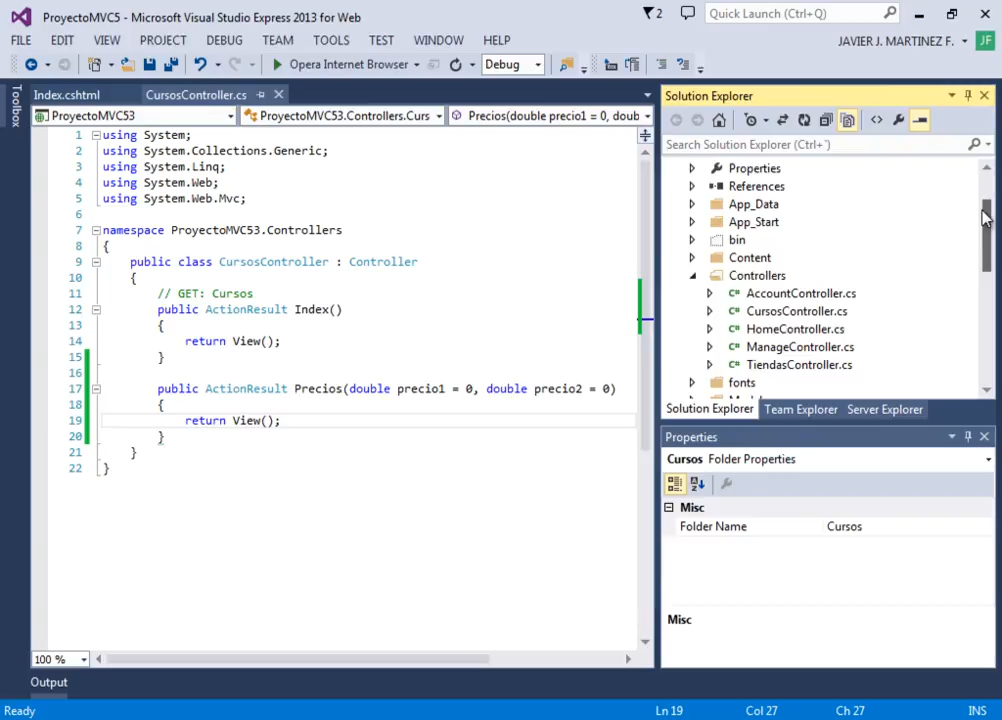 ProyectoMVC5 - Microsoft Visual Studio Express 2013 for Web
2
Quick Launch (Ctrl+Q)
FILE EDIT VIEW PROJECT DEBUG TEAM TOOLS TEST WINDOW HELP
JAVIER J. MARTINEZ F. JF
Opera Internet Browser Debug
Toolbox
Index.cshtml CursosController.cs
ProyectoMVC53 ProyectoMVC53.Controllers.Curs Precios(double precio1 = 0, doub
1 using System;
2 using System.Collections.Generic;
3 using System.Linq;
4 using System.Web;
5 using System.Web.Mvc;
6
7 namespace ProyectoMVC53.Controllers
8 {
9 public class CursosController : Controller
10 {
11 // GET: Cursos
12 public ActionResult Index()
13 {
14 return View();
15 }
16
17 public ActionResult Precios(double precio1 = 0, double precio2 = 0)
18 {
19 return View();
20 }
21 }
22 }
100 %
Solution Explorer
Search Solution Explorer (Ctrl+´)
Properties
References
App_Data
App_Start
bin
Content
Controllers
AccountController.cs
CursosController.cs
HomeController.cs
ManageController.cs
TiendasController.cs
fonts
Solution Explorer Team Explorer Server Explorer
Properties
Cursos Folder Properties
Misc
Folder Name Cursos
Misc
Output
Ready Ln 19 Col 27 Ch 27 INS